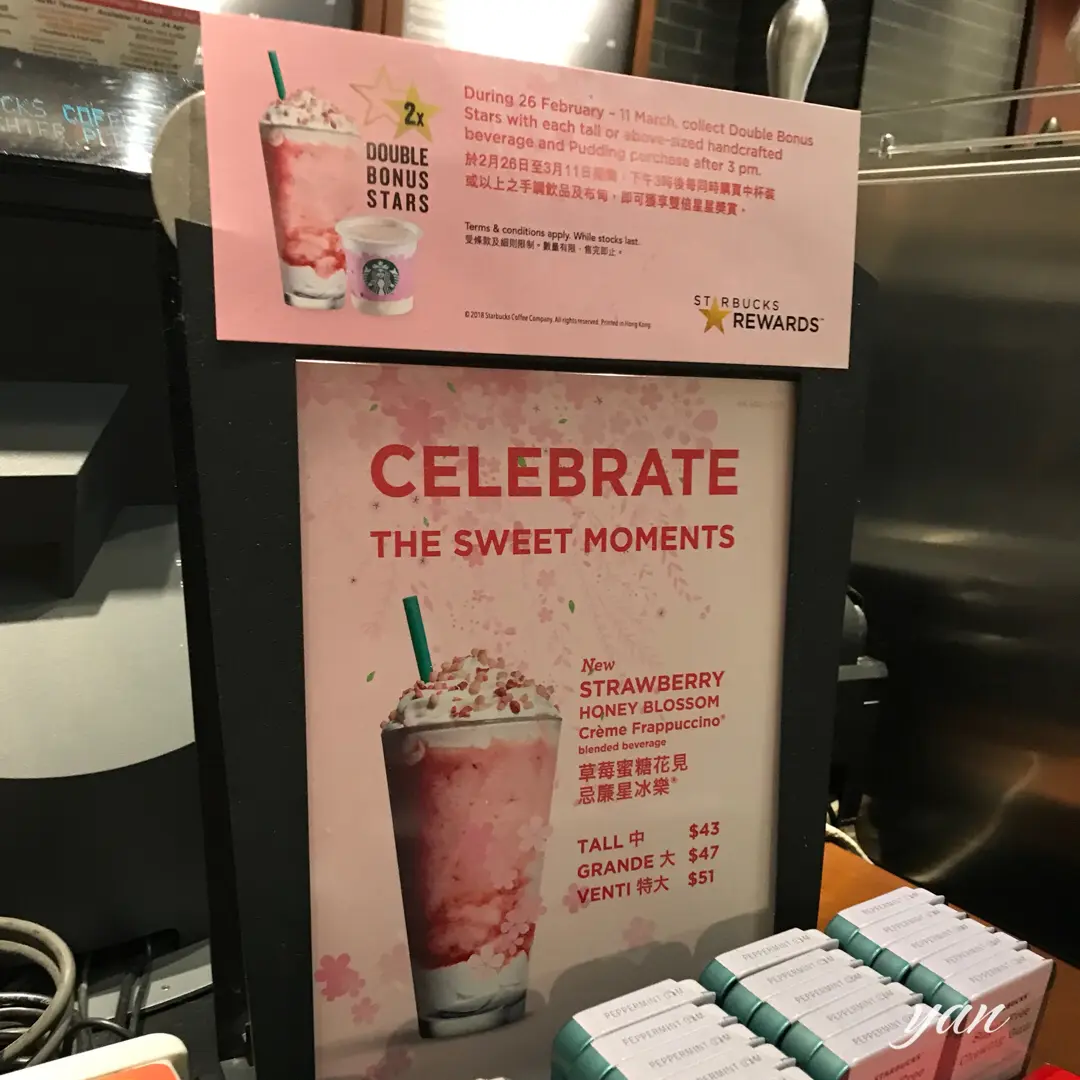 2x
DOUBLE
BONUS
STARS
During 26 February – 11 March, collect Double Bonus
Stars with each tall or above-sized handcrafted
beverage and Pudding purchase after 3 pm.
於2月26日至3月11日期間，下午3時後每同時購買中杯裝
或以上之手調飲品及布甸，即可獲享雙倍星星獎賞。
Terms & conditions apply. While stocks last.
受條款及細則限制。數量有限，售完即止。
© 2018 Starbucks Coffee Company. All rights reserved. Printed in Hong Kong
STARBUCKS
REWARDS™
CELEBRATE
THE SWEET MOMENTS
New
STRAWBERRY
HONEY BLOSSOM
Crème Frappuccino®
blended beverage
草莓蜜糖花見
忌廉星冰樂®
TALL 中 $43
GRANDE 大 $47
VENTI 特大 $51
PEPPERMINT GUM
PEPPERMINT GUM
PEPPERMINT GUM
yan